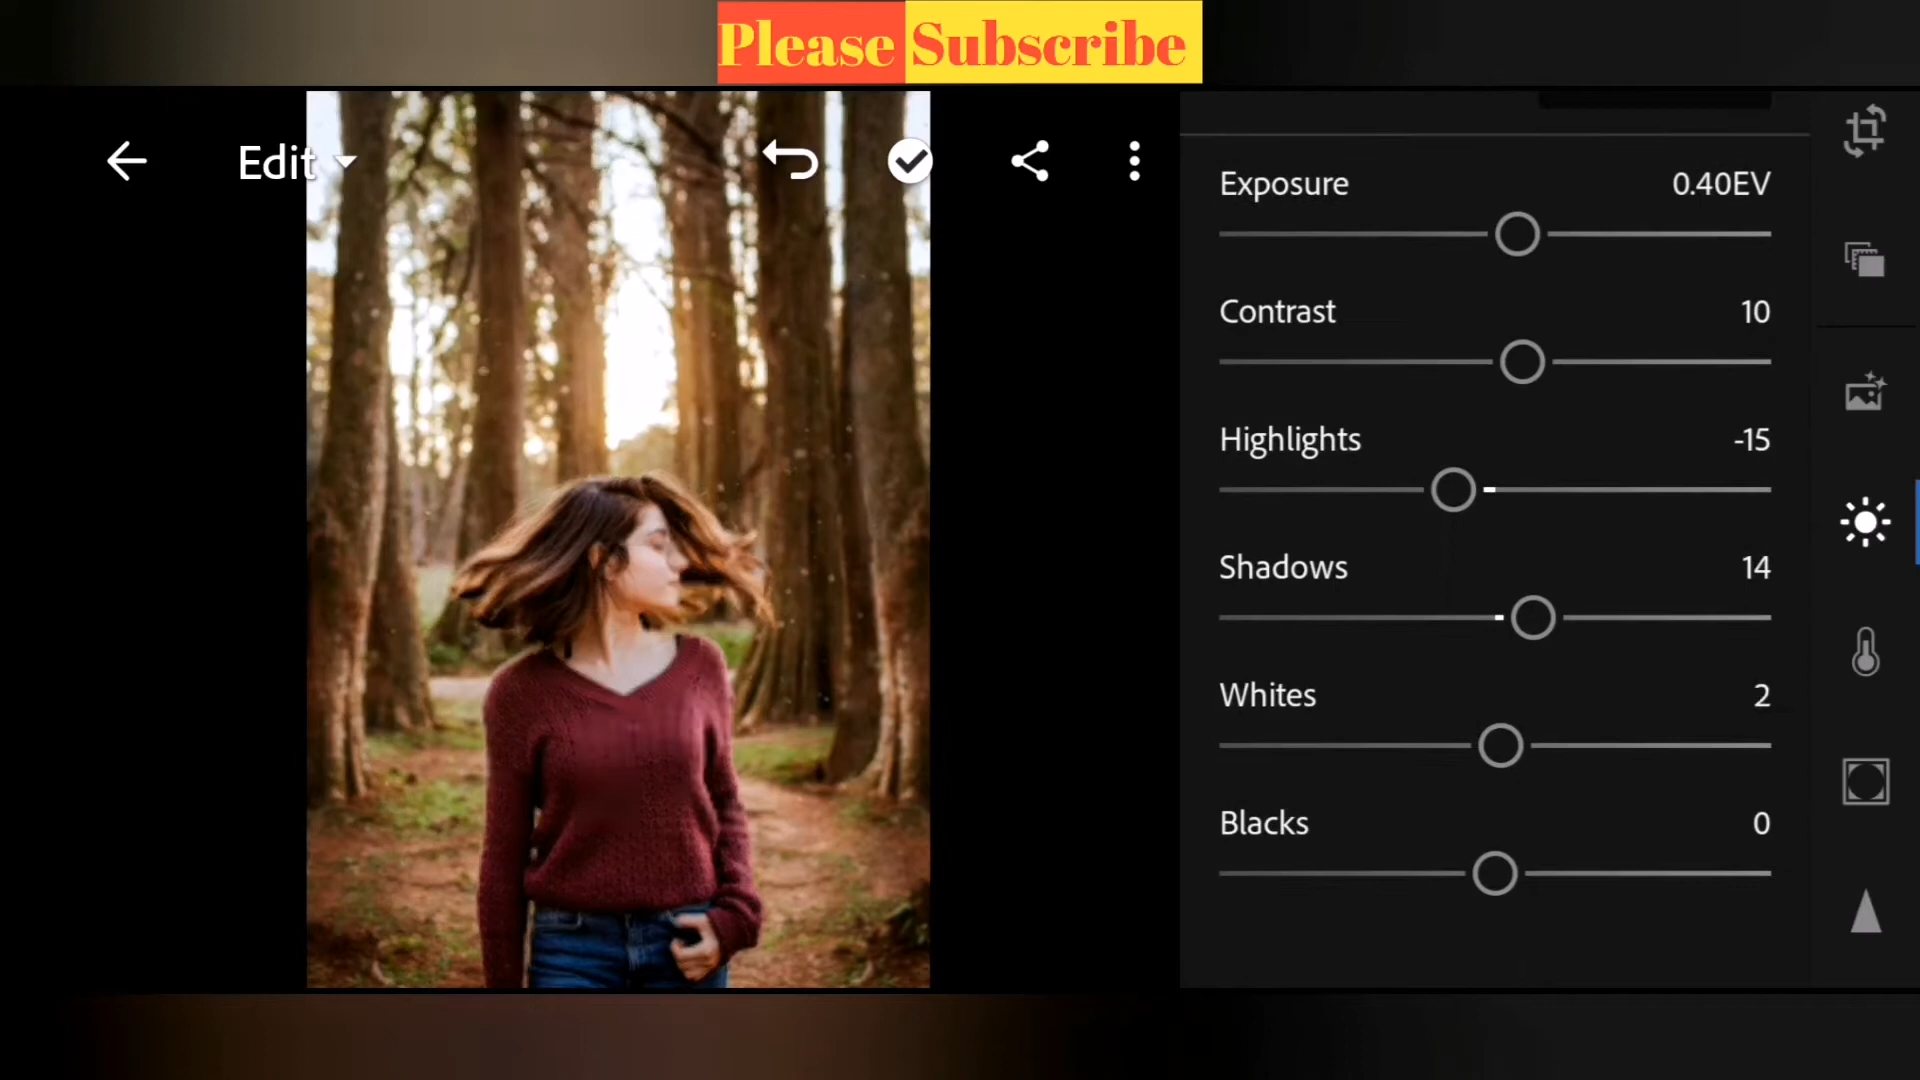 Please Subscribe
Edit
Exposure 0.40EV
Contrast 10
Highlights -15
Shadows 14
Whites 2
Blacks 0